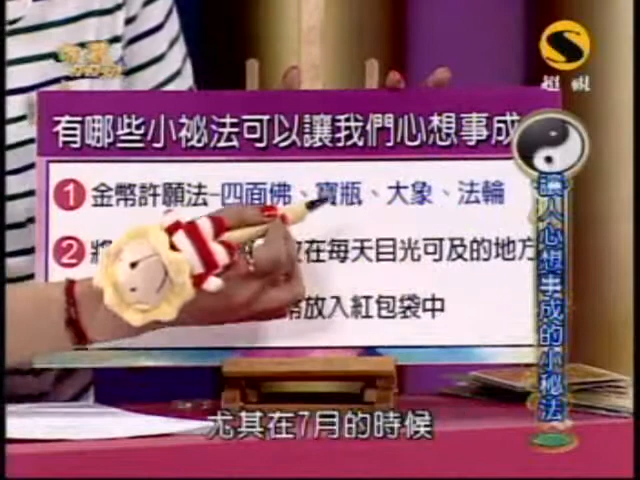 超視
有哪些小祕法可以讓我們心想事成
1 金幣許願法-四面佛、寶瓶、大象、法輪
2 將 放在每天目光可及的地方
幣放入紅包袋中
讓人心想事成的小秘法
尤其在7月的時候